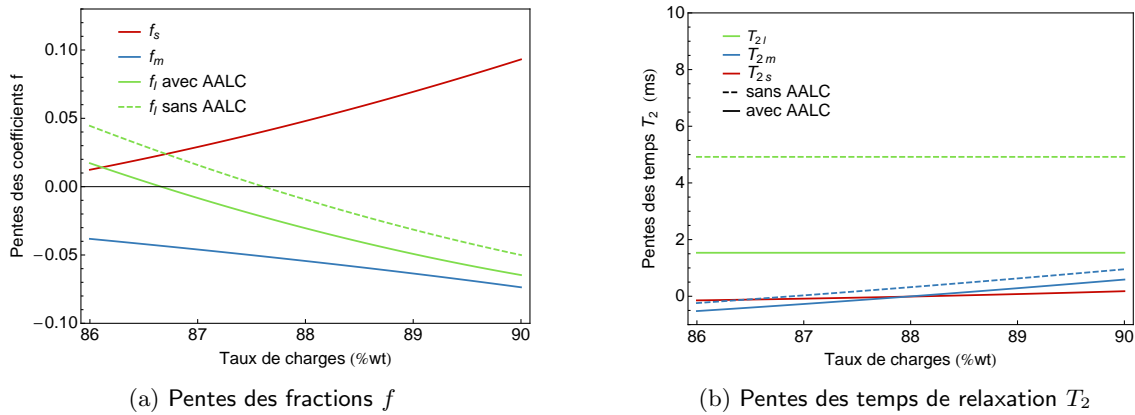 Pentes des coefficients f
0.10
0.05
0.00
−0.05
−0.10
f_s
f_m
f_l avec AALC
f_l sans AALC
86
87
88
89
90
Taux de charges (%wt)
(a) Pentes des fractions f
Pentes des temps T_2 (ms)
10
8
6
4
2
0
T_2l
T_2m
T_2s
sans AALC
avec AALC
86
87
88
89
90
Taux de charges (%wt)
(b) Pentes des temps de relaxation T_2